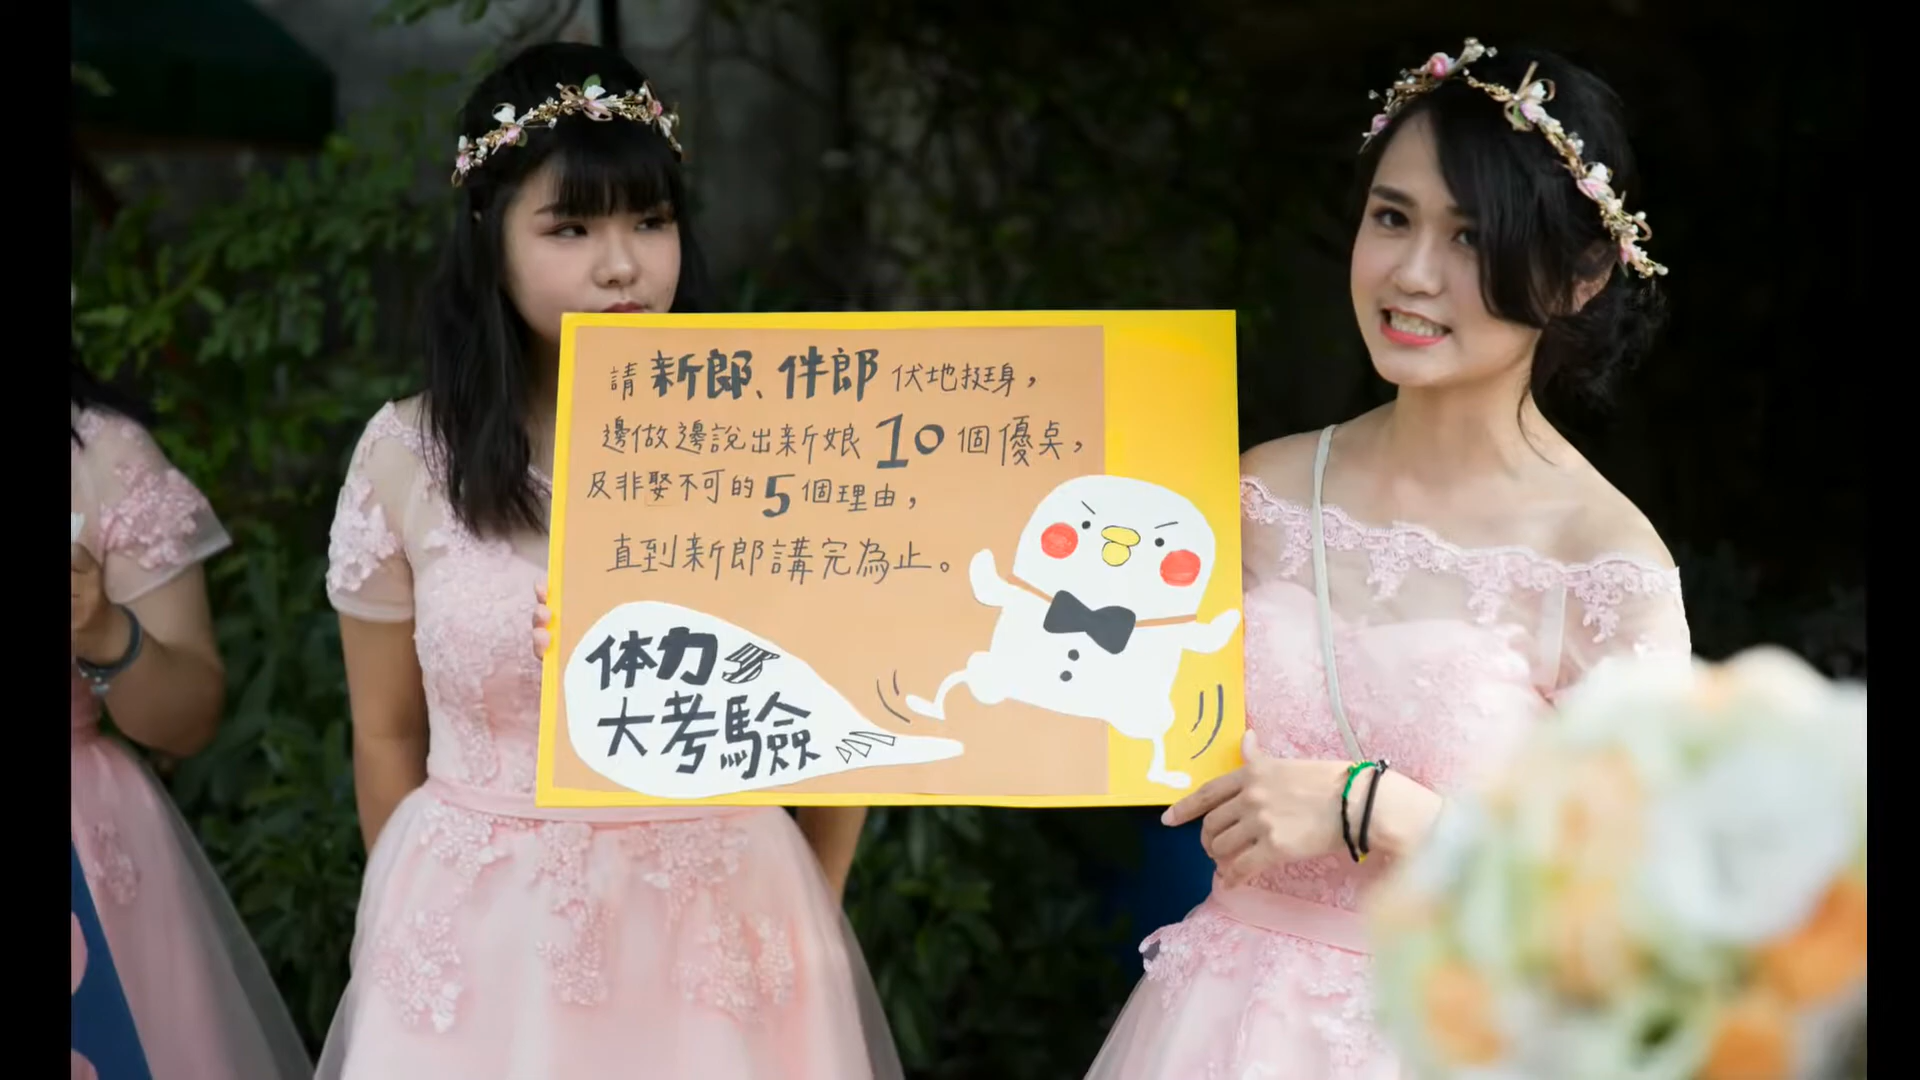 請新郎、伴郎伏地挺身，
邊做邊說出新娘10個優点，
及非娶不可的5個理由，
直到新郎講完為止。
体力
大考驗